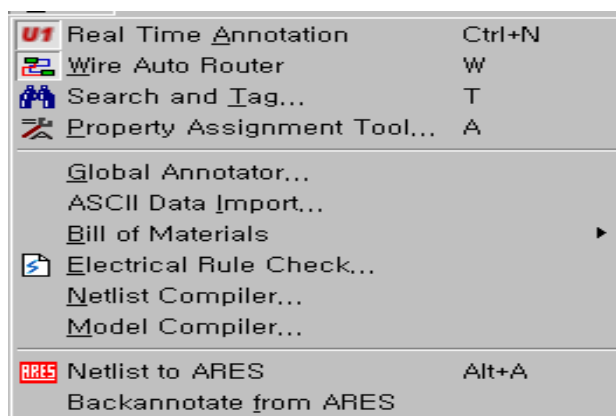 U1 Real Time Annotation Ctrl+N
Wire Auto Router W
Search and Tag... T
Property Assignment Tool... A
Global Annotator...
ASCII Data Import...
Bill of Materials
Electrical Rule Check...
Netlist Compiler...
Model Compiler...
ARES Netlist to ARES Alt+A
Backannotate from ARES